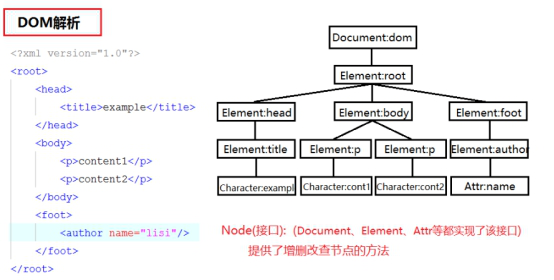 DOM解析
<?xml version="1.0"?>
<root>
<head>
<title>example</title>
</head>
<body>
<p>content1</p>
<p>content2</p>
</body>
<foot>
<author name="lisi"/>
</foot>
</root>
Document:dom
Element:root
Element:head
Element:body
Element:foot
Element:title
Element:p
Element:p
Element:author
Character:exampl
Character:cont1
Character:cont2
Attr:name
Node(接口): (Document、Element、Attr等都实现了该接口)
提供了增删改查节点的方法